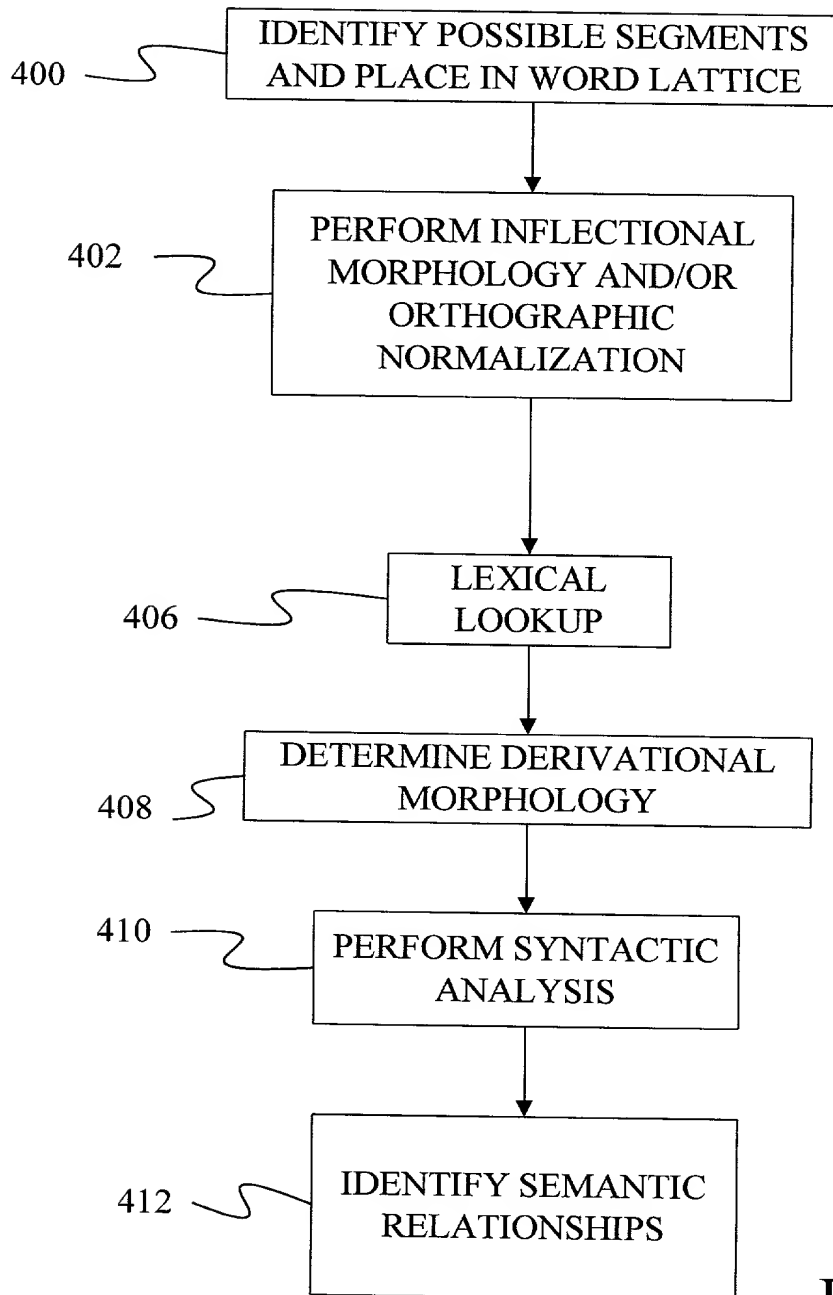 IDENTIFY POSSIBLE SEGMENTS
AND PLACE IN WORD LATTICE
400
PERFORM INFLECTIONAL
MORPHOLOGY AND/OR
ORTHOGRAPHIC
NORMALIZATION
402
LEXICAL
LOOKUP
406
DETERMINE DERIVATIONAL
MORPHOLOGY
408
PERFORM SYNTACTIC
ANALYSIS
410
IDENTIFY SEMANTIC
RELATIONSHIPS
412